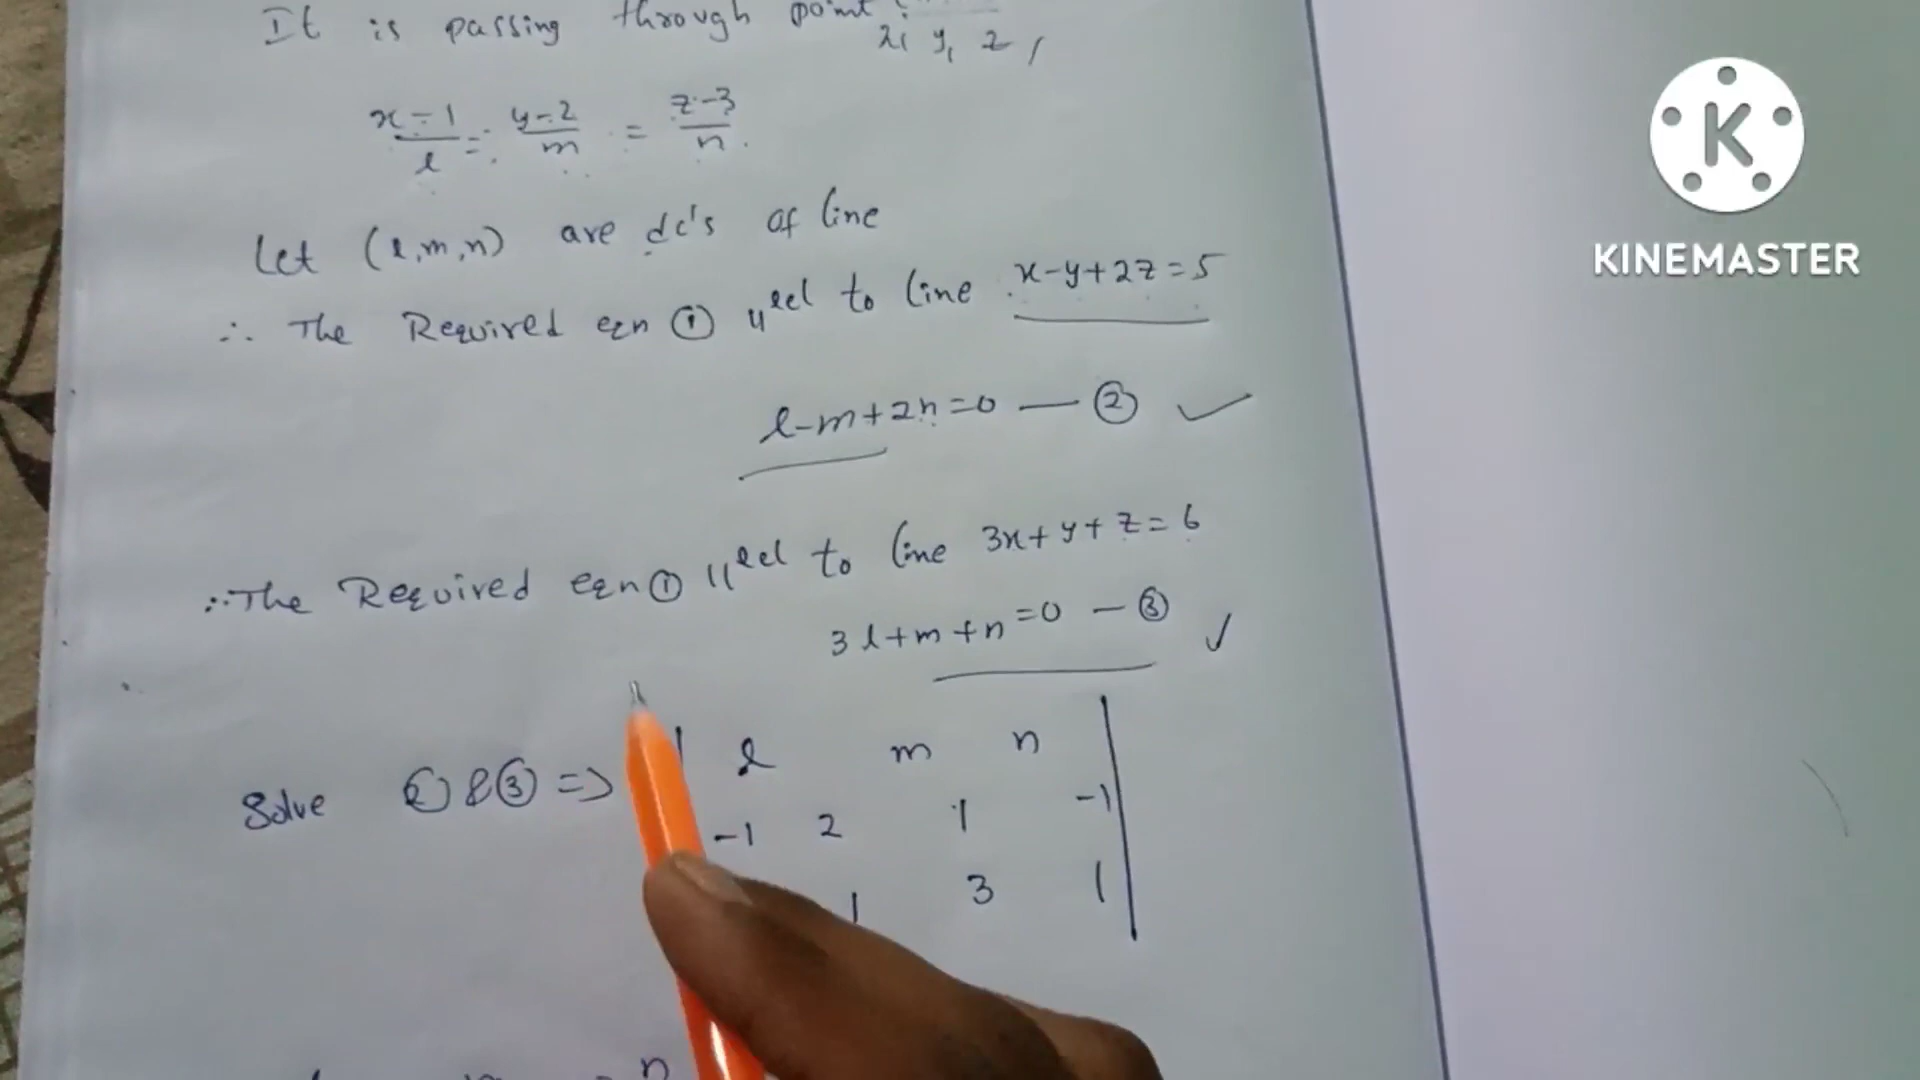 It is passing through point
x1 y1 z1
x-1/l = y-2/m = z-3/n
Let (l,m,n) are dc's of line
∴ The Required eqn ① ||lel to line x-y+2z=5
l-m+2n=0 — ② ✓
∴ The Required eqn ① ||lel to line 3x+y+z=6
3l+m+n=0 — ③ ✓
Solve ② & ③ => | l m n |
-1 2 1 -1
1 3 1
n
K
KINEMASTER